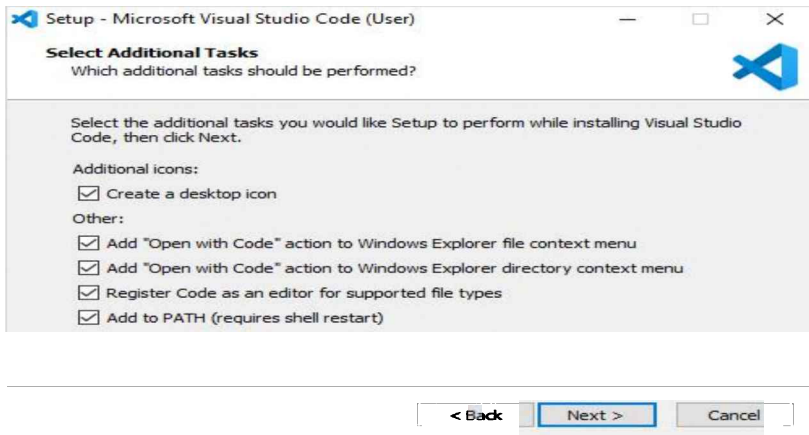 Setup - Microsoft Visual Studio Code (User)
Select Additional Tasks
Which additional tasks should be performed?
Select the additional tasks you would like Setup to perform while installing Visual Studio
Code, then click Next.
Additional icons:
Create a desktop icon
Other:
Add "Open with Code" action to Windows Explorer file context menu
Add "Open with Code" action to Windows Explorer directory context menu
Register Code as an editor for supported file types
Add to PATH (requires shell restart)
< Back Next > Cancel